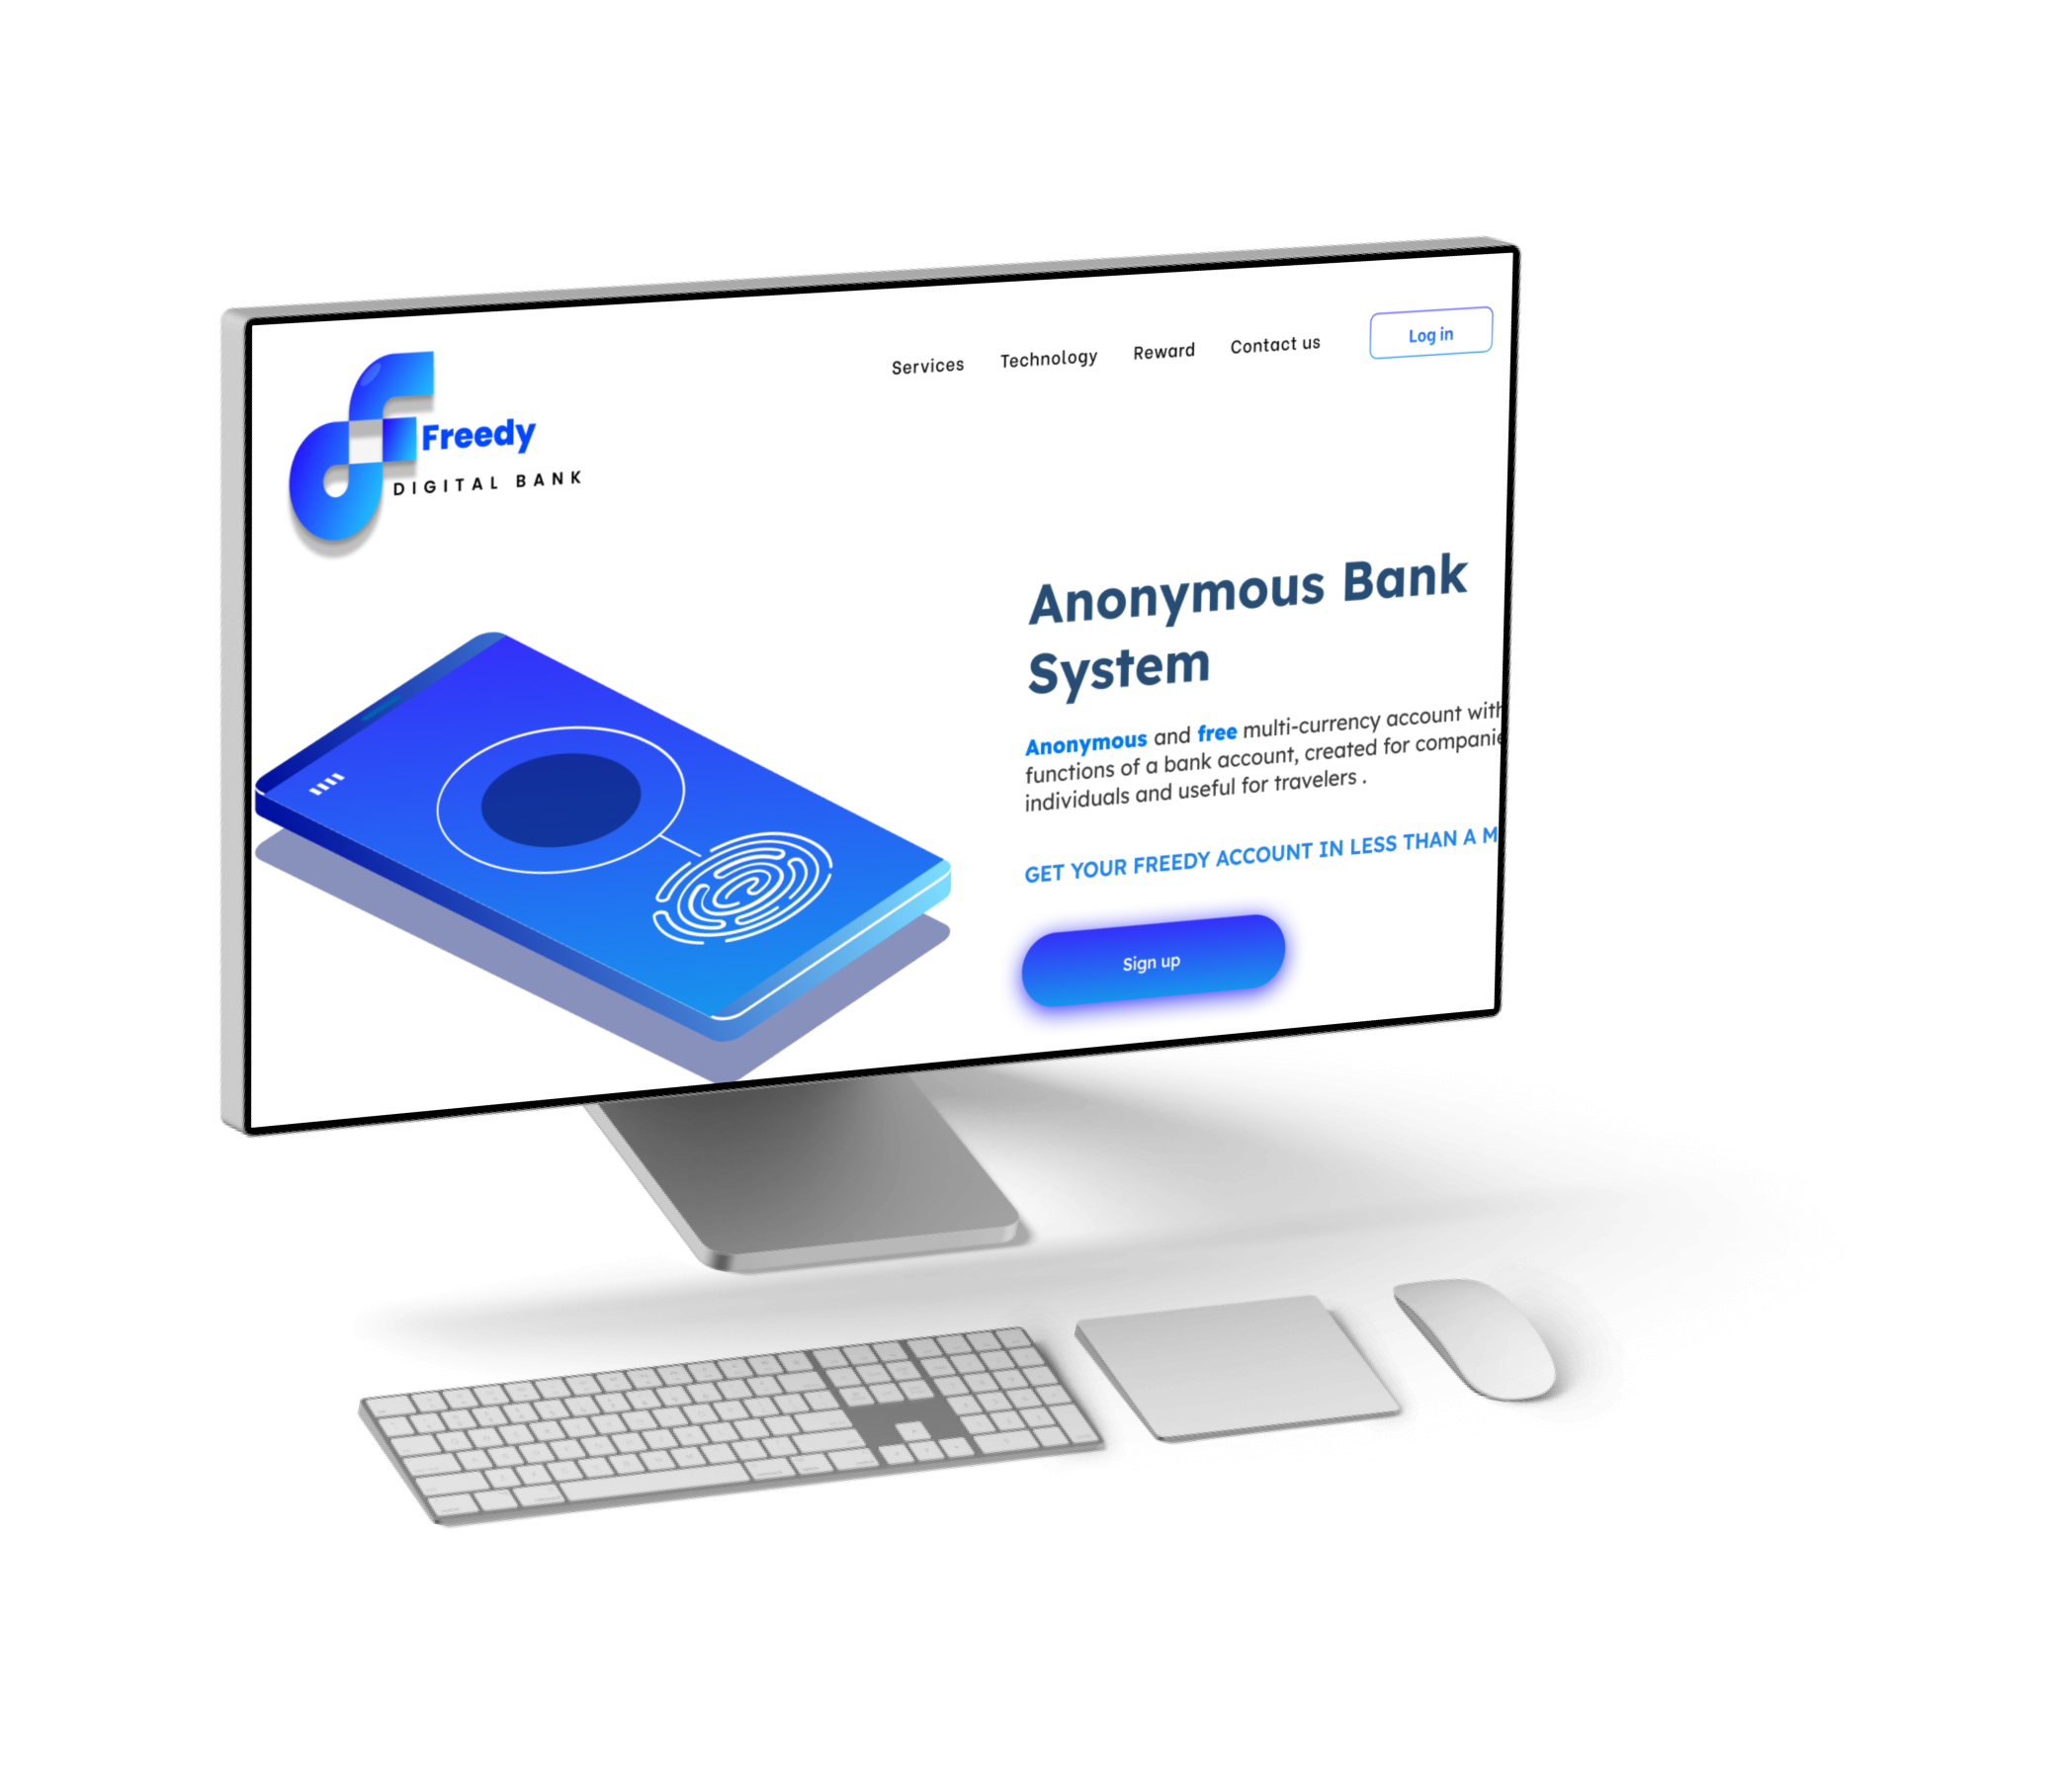 Services Technology Reward Contact us Log in
Freedy
DIGITAL BANK
Anonymous Bank
System
Anonymous and free multi-currency account with
functions of a bank account, created for companie
individuals and useful for travelers .
GET YOUR FREEDY ACCOUNT IN LESS THAN A M
Sign up